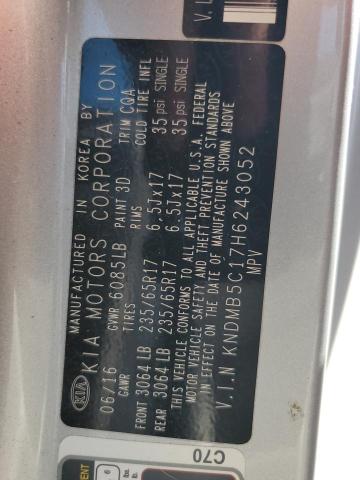 MANUFACTURED IN KOREA BY
KIA KIA MOTORS CORPORATION
06/16 GVWR 6085LB PAINT 3D TRIM CQA
GAWR TIRES RIMS COLD TIRE INFL
FRONT 3064 LB 235/65R17 6.5Jx17 35 psi SINGLE
REAR 3064 LB 235/65R17 6.5Jx17 35 psi SINGLE
THIS VEHICLE CONFORMS TO ALL APPLICABLE U.S.A. FEDERAL
MOTOR VEHICLE SAFETY AND THEFT PREVENTION STANDARDS
IN EFFECT ON THE DATE OF MANUFACTURE SHOWN ABOVE
V.I.N KNDMB5C17H6243052
MPV
C70